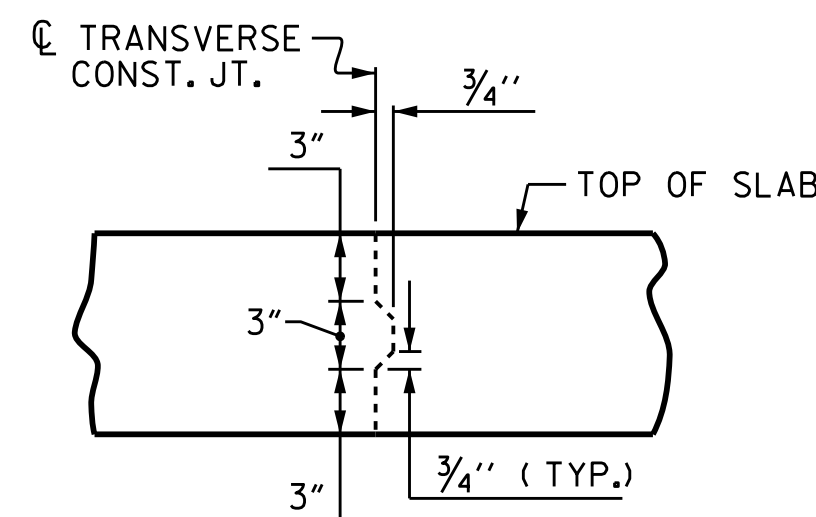 ℄ TRANSVERSE
CONST. JT.
3/4"
3"
TOP OF SLAB
3"
3/4" (TYP.)
3"